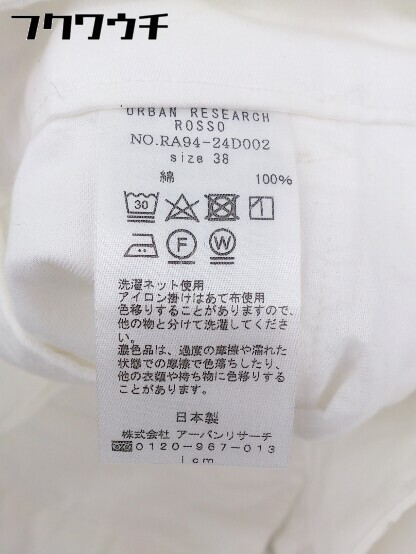 フクワウチ
URBAN RESEARCH
ROSSO
NO.RA94-24D002
size 38
綿 100%
30
F W
洗濯ネット使用
アイロン掛けはあて布使用
色移りすることがありますので、
他の物と分けて洗濯してくださ
い。
濃色品は、過度の摩擦や濡れた
状態での摩擦で色落ちしたり、
他の衣類や持ち物に色移りする
ことがあります。
日本製
株式会社 アーバンリサーチ
0120-967-013
1cm